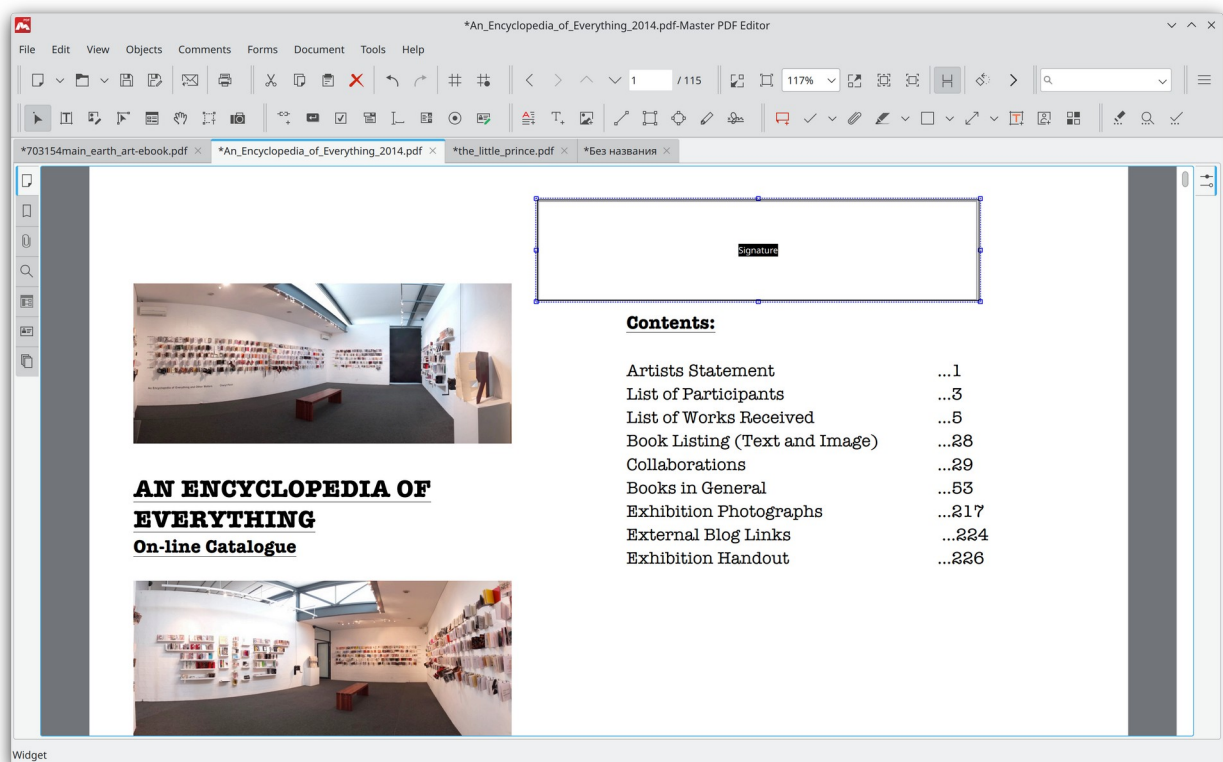 *An_Encyclopedia_of_Everything_2014.pdf-Master PDF Editor
File Edit View Objects Comments Forms Document Tools Help
1 / 115 117%
*703154main_earth_art-ebook.pdf *An_Encyclopedia_of_Everything_2014.pdf *the_little_prince.pdf *Без названия
Signature
AN ENCYCLOPEDIA OF
EVERYTHING
On-line Catalogue
Contents:
Artists Statement ...1
List of Participants ...3
List of Works Received ...5
Book Listing (Text and Image) ...28
Collaborations ...29
Books in General ...53
Exhibition Photographs ...217
External Blog Links ...224
Exhibition Handout ...226
Widget